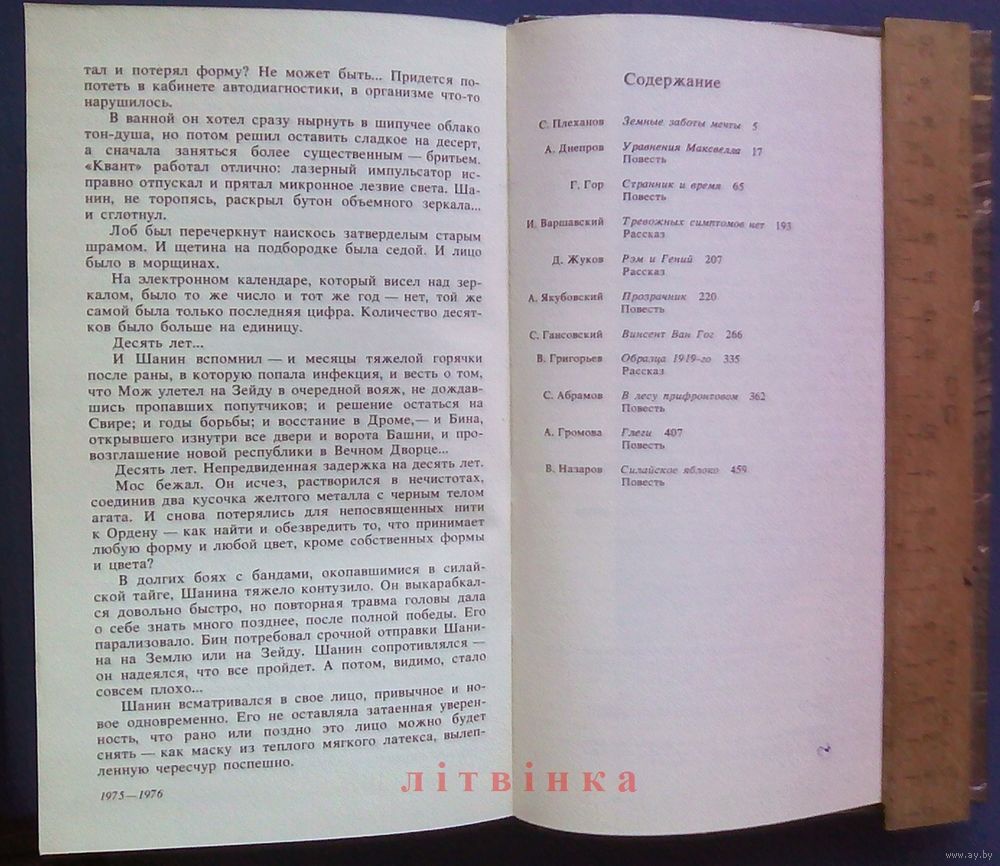 тал и потерял форму? Не может быть... Придется по-
потеть в кабинете автодиагностики, в организме что-то
нарушилось.
В ванной он хотел сразу нырнуть в шипучее облако
тон-душа, но потом решил оставить сладкое на десерт,
а сначала заняться более существенным — бритьем.
«Квант» работал отлично: лазерный импульсатор ис-
правно отпускал и прятал микронное лезвие света. Ша-
нин, не торопясь, раскрыл бутон объемного зеркала...
и сглотнул.
Лоб был перечеркнут наискось затверделым старым
шрамом. И щетина на подбородке была седой. И лицо
было в морщинах.
На электронном календаре, который висел над зер-
калом, было то же число и тот же год — нет, той же
самой была только последняя цифра. Количество десят-
ков было больше на единицу.
Десять лет...
И Шанин вспомнил — и месяцы тяжелой горячки
после раны, в которую попала инфекция, и весть о том,
что Мож улетел на Зейду в очередной вояж, не дождав-
шись пропавших попутчиков; и решение остаться на
Свире; и годы борьбы; и восстание в Дроме,— и Бина,
открывшего изнутри все двери и ворота Башни, и про-
возглашение новой республики в Вечном Дворце...
Десять лет. Непредвиденная задержка на десять лет.
Мос бежал. Он исчез, растворился в нечистотах,
соединив два кусочка желтого металла с черным телом
агата. И снова потерялись для непосвященных нити
к Ордену — как найти и обезвредить то, что принимает
любую форму и любой цвет, кроме собственных формы
и цвета?
В долгих боях с бандами, окопавшимися в силай-
ской тайге, Шанина тяжело контузило. Он выкарабкал-
ся довольно быстро, но повторная травма головы дала
о себе знать много позднее, после полной победы. Его
парализовало. Бин потребовал срочной отправки Шани-
на на Землю или на Зейду. Шанин сопротивлялся —
он надеялся, что все пройдет. А потом, видимо, стало
совсем плохо...
Шанин всматривался в свое лицо, привычное и но-
вое одновременно. Его не оставляла затаенная уверен-
ность, что рано или поздно это лицо можно будет
снять — как маску из теплого мягкого латекса, вылеп-
ленную чересчур поспешно.
1975—1976
Содержание
С. Плеханов Земные заботы мечты 5
А. Днепров Уравнения Максвелла 17
Повесть
Г. Гор Странник и время 65
Повесть
И. Варшавский Тревожных симптомов нет 193
Рассказ
Д. Жуков Рэм и Гений 207
Рассказ
А. Якубовский Прозрачник 220
Повесть
С. Гансовский Винсент Ван Гог 266
В. Григорьев Образца 1919-го 335
Рассказ
С. Абрамов В лесу прифронтовом 362
Повесть
А. Громова Глеги 407
Повесть
В. Назаров Силайское яблоко 459
Повесть
2
літвінка
www.ay.by